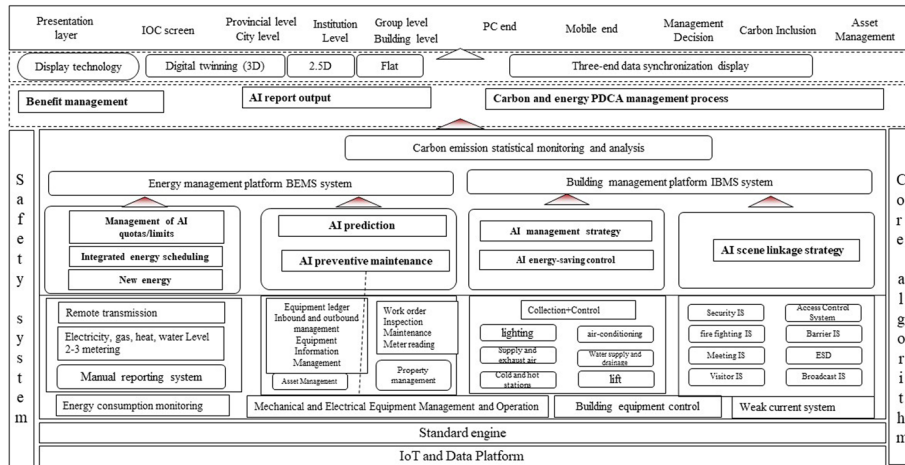 Presentation
layer
IOC screen
Provincial level
City level
Institution
Level
Group level
Building level
PC end
Mobile end
Management
Decision
Carbon Inclusion
Asset
Management
Display technology
Digital twinning (3D)
2.5D
Flat
Three-end data synchronization display
Benefit management
AI report output
Carbon and energy PDCA management process
Safety system
Core algorithm
Carbon emission statistical monitoring and analysis
Energy management platform BEMS system
Building management platform IBMS system
Management of AI
quotas/limits
Integrated energy scheduling
New energy
AI prediction
AI preventive maintenance
AI management strategy
AI energy-saving control
AI scene linkage strategy
Remote transmission
Electricity, gas, heat, water Level
2-3 metering
Manual reporting system
Energy consumption monitoring
Equipment ledger
Inbound and outbound
management
Equipment
Information
Management
Asset Management
Work order
Inspection
Maintenance
Meter reading
Property
management
Mechanical and Electrical Equipment Management and Operation
Collection+Control
lighting
air-conditioning
Supply and
exhaust air
Water supply and
drainage
Cold and hot
stations
lift
Building equipment control
Security IS
Access Control
System
fire fighting IS
Barrier IS
Meeting IS
ESD
Visitor IS
Broadcast IS
Weak current system
Standard engine
IoT and Data Platform